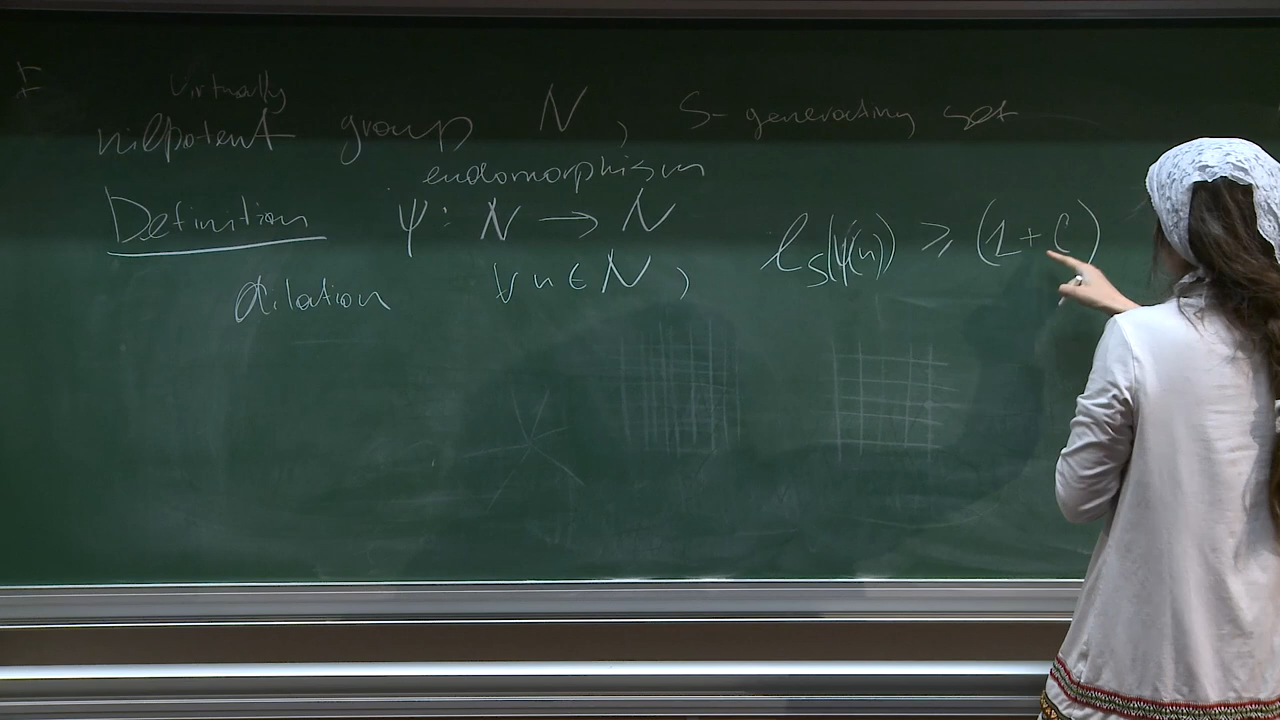 virtually
nilpotent group N, S-generating set
endomorphism
Definition ψ: N → N
dilation ∀ n ∈ N, l_S(ψ(n)) ≥ (1+C)